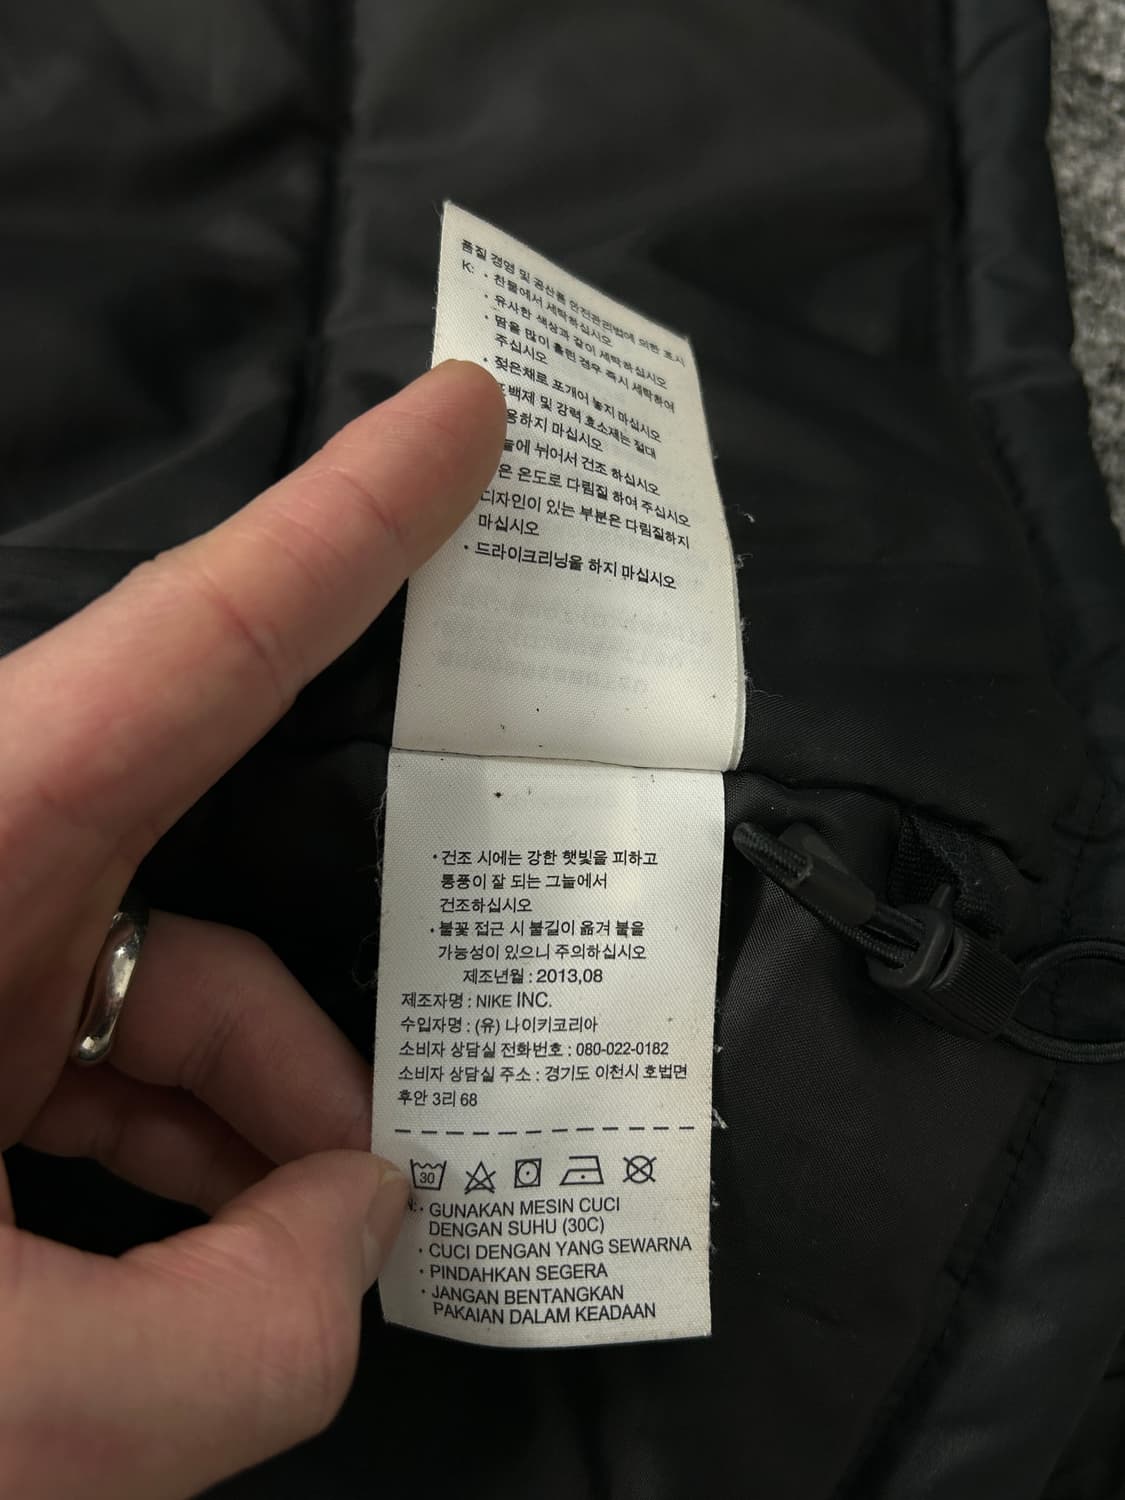 품질 경영 및 공산품 안전관리법에 의한 표시
K: • 찬물에서 세탁하십시오
• 유사한 색상과 같이 세탁하십시오
• 땀을 많이 흘린 경우 즉시 세탁하여
주십시오
• 젖은채로 포개어 놓지 마십시오
표백제 및 강력 효소제는 절대
용하지 마십시오
늘에 뉘어서 건조 하십시오
은 온도로 다림질 하여 주십시오
디자인이 있는 부분은 다림질하지
마십시오
• 드라이크리닝을 하지 마십시오
• 건조 시에는 강한 햇빛을 피하고
통풍이 잘 되는 그늘에서
건조하십시오
• 불꽃 접근 시 불길이 옮겨 붙을
가능성이 있으니 주의하십시오
제조년월 : 2013,08
제조자명 : NIKE INC.
수입자명 : (유) 나이키코리아
소비자 상담실 전화번호 : 080-022-0182
소비자 상담실 주소 : 경기도 이천시 호법면
후안 3리 68
30
N: • GUNAKAN MESIN CUCI
DENGAN SUHU (30C)
• CUCI DENGAN YANG SEWARNA
• PINDAHKAN SEGERA
• JANGAN BENTANGKAN
PAKAIAN DALAM KEADAAN